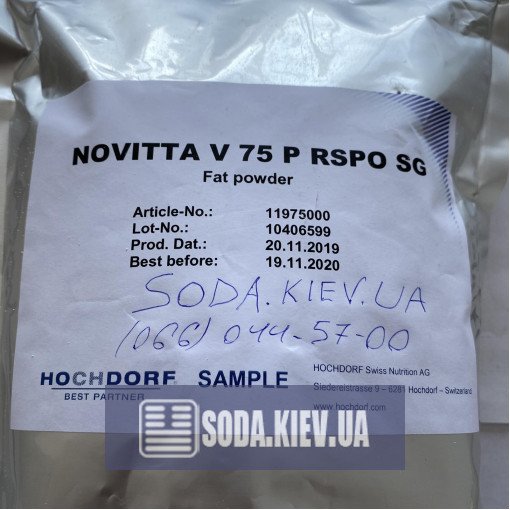 NOVITTA V 75 P RSPO SG
Fat powder
Article-No.: 11975000
Lot-No.: 10406599
Prod. Dat.: 20.11.2019
Best before: 19.11.2020
SODA.KIEV.UA
(066) 044-57-00
HOCHDORF SAMPLE
BEST PARTNER
HOCHDORF Swiss Nutrition AG
Siedereistrasse 9 – 6281 Hochdorf – Switzerland
www.hochdorf.com
SODA.KIEV.UA